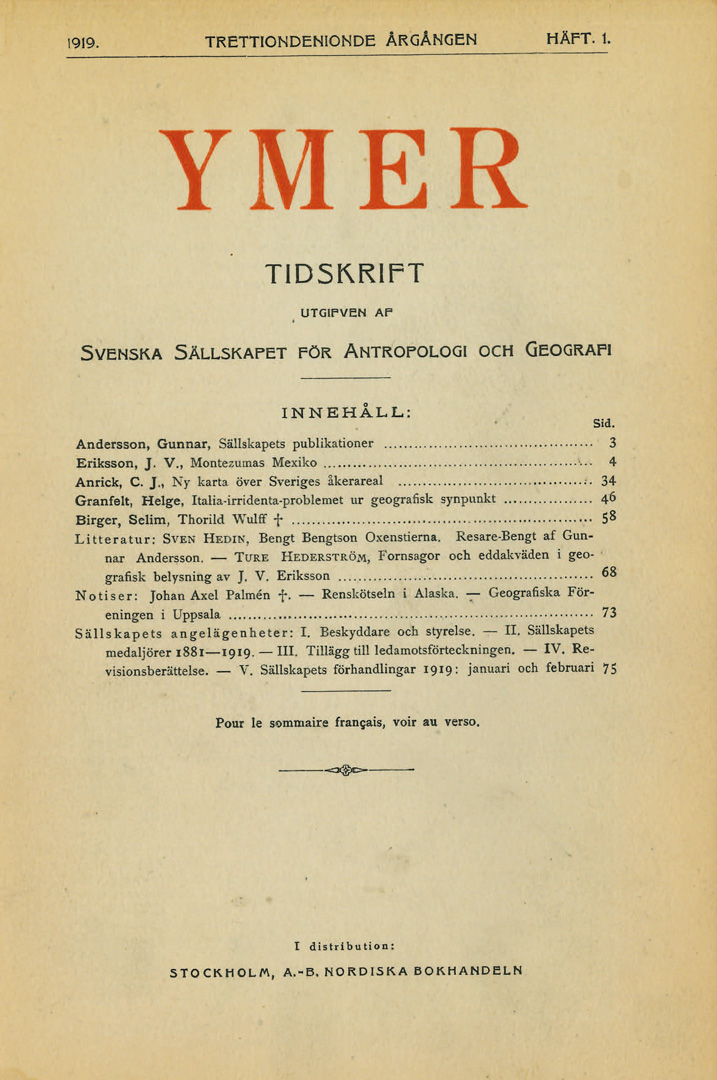 1919. TRETTIONDENIONDE ÅRGÅNGEN HÄFT. 1.
YMER
TIDSKRIFT
UTGIFVEN AF
SVENSKA SÄLLSKAPET FÖR ANTROPOLOGI OCH GEOGRAFI
INNEHÅLL:
Sid.
Andersson, Gunnar, Sällskapets publikationer ........ 3
Eriksson, J. V., Montezumas Mexiko ........ 4
Anrick, C. J., Ny karta över Sveriges åkerareal ........ 34
Granfelt, Helge, Italia-irridenta-problemet ur geografisk synpunkt ........ 46
Birger, Selim, Thorild Wulff † ........ 58
Litteratur: SVEN HEDIN, Bengt Bengtson Oxenstierna. Resare-Bengt af Gun-
nar Andersson. — TURE HEDERSTRÖM, Fornsagor och eddakväden i geo-
grafisk belysning av J. V. Eriksson ........ 68
Notiser: Johan Axel Palmén †. — Renskötseln i Alaska. — Geografiska För-
eningen i Uppsala ........ 73
Sällskapets angelägenheter: I. Beskyddare och styrelse. — II. Sällskapets
medaljörer 1881—1919. — III. Tillägg till ledamotsförteckningen. — IV. Re-
visionsberättelse. — V. Sällskapets förhandlingar 1919: januari och februari 75
Pour le sommaire français, voir au verso.
I distribution:
STOCKHOLM, A.-B. NORDISKA BOKHANDELN